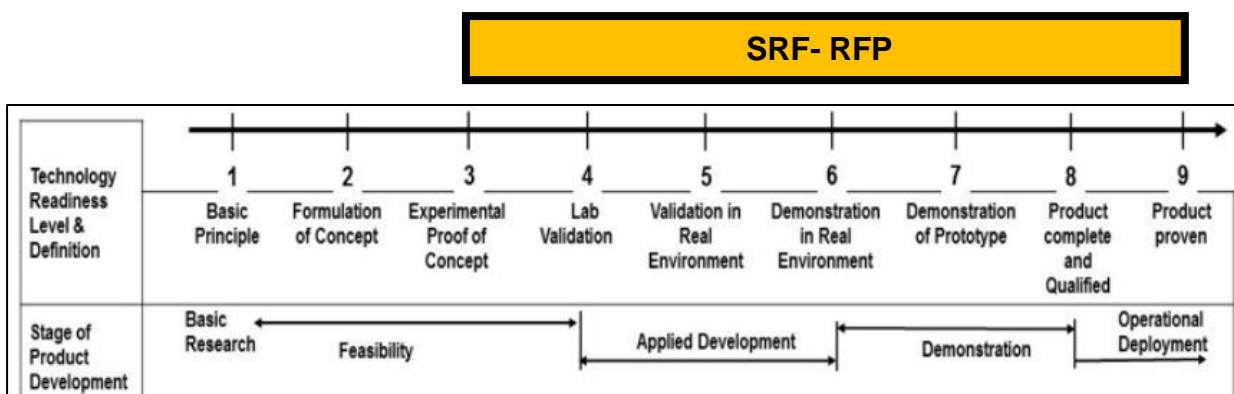 SRF- RFP
Technology
Readiness
Level &
Definition
1 2 3 4 5 6 7 8 9
Basic
Principle
Formulation
of Concept
Experimental
Proof of
Concept
Lab
Validation
Validation in
Real
Environment
Demonstration
in Real
Environment
Demonstration
of Prototype
Product
complete
and
Qualified
Product
proven
Stage of
Product
Development
Basic
Research
Feasibility
Applied Development
Demonstration
Operational
Deployment